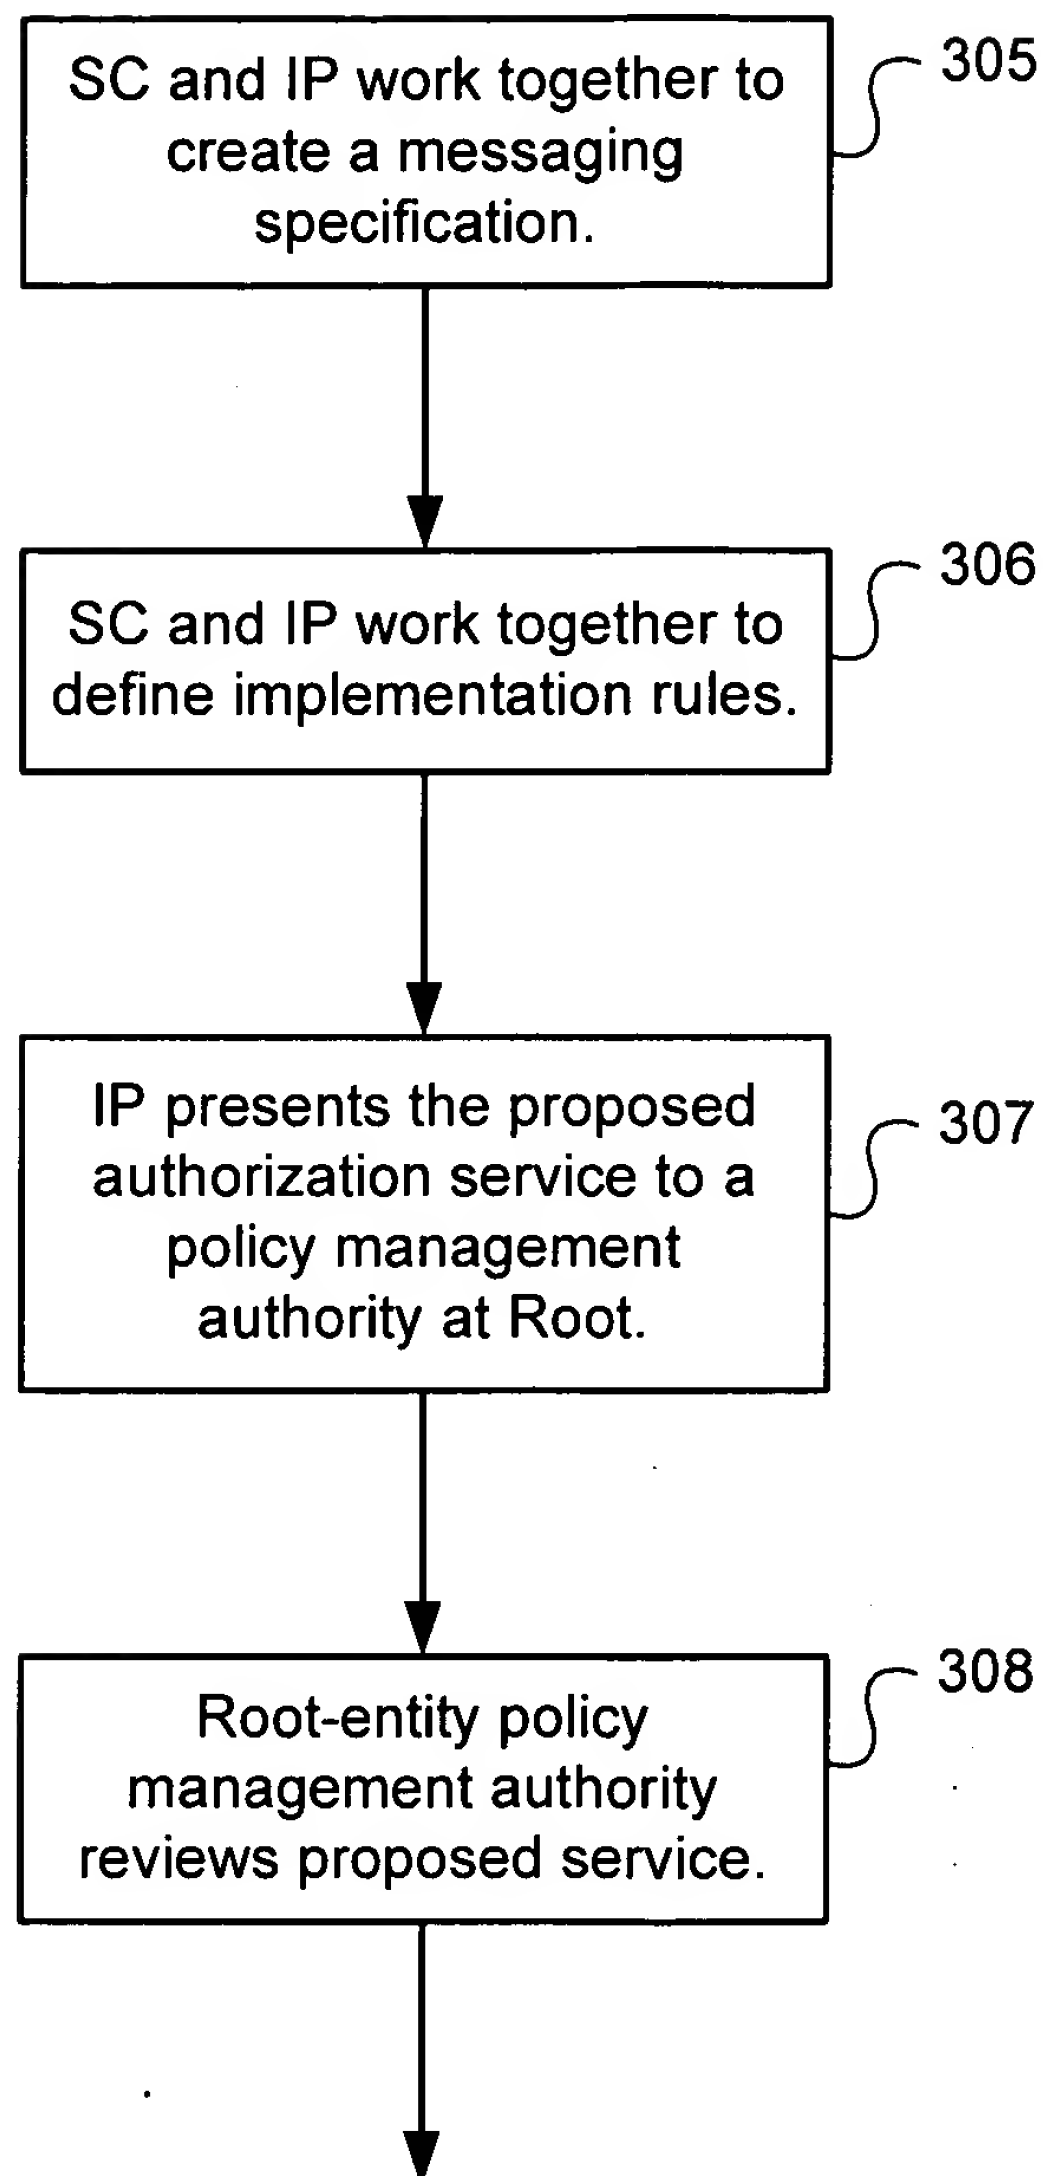 SC and IP work together to
create a messaging
specification.
305
SC and IP work together to
define implementation rules.
306
IP presents the proposed
authorization service to a
policy management
authority at Root.
307
Root-entity policy
management authority
reviews proposed service.
308